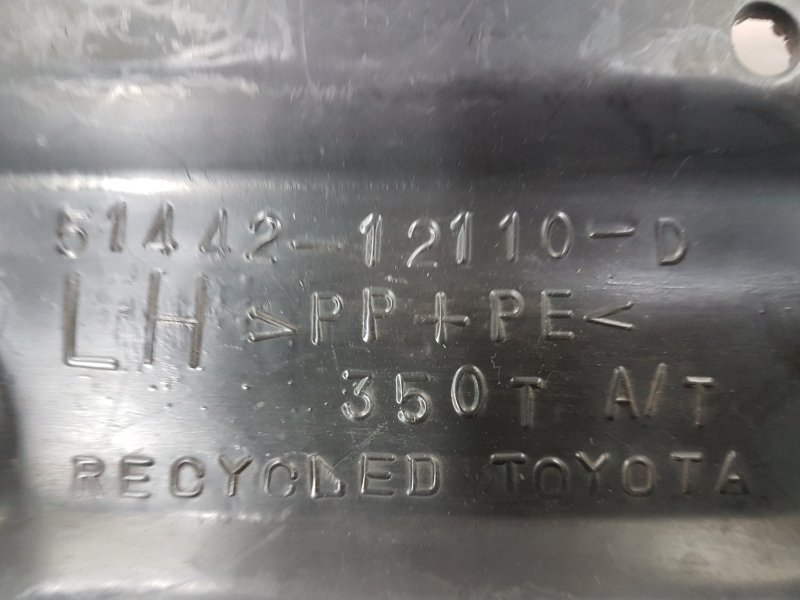 51442-12110-D
LH >PP+PE<
350T A/T
RECYCLED TOYOTA